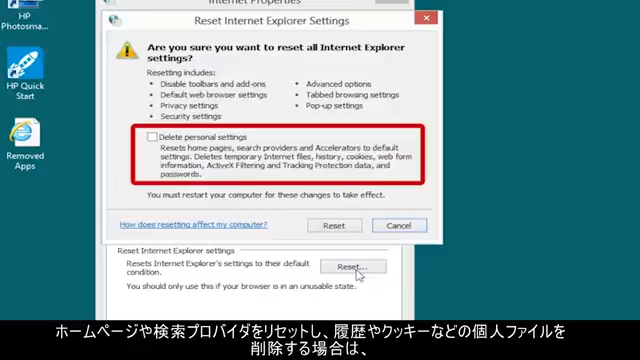 Internet Properties
Reset Internet Explorer Settings
HP
Photosma...
Are you sure you want to reset all Internet Explorer
settings?
Resetting includes:
• Disable toolbars and add-ons
• Default web browser settings
• Privacy settings
• Security settings
• Advanced options
• Tabbed browsing settings
• Pop-up settings
HP Quick
Start
Delete personal settings
Resets home pages, search providers and Accelerators to default
settings. Deletes temporary Internet files, history, cookies, web form
information, ActiveX Filtering and Tracking Protection data, and
passwords.
Removed
Apps
You must restart your computer for these changes to take effect.
How does resetting affect my computer?
Reset
Cancel
Reset Internet Explorer settings
Resets Internet Explorer's settings to their default
condition.
Reset...
You should only use this if your browser is in an unusable state.
ホームページや検索プロバイダをリセットし、履歴やクッキーなどの個人ファイルを
削除する場合は、